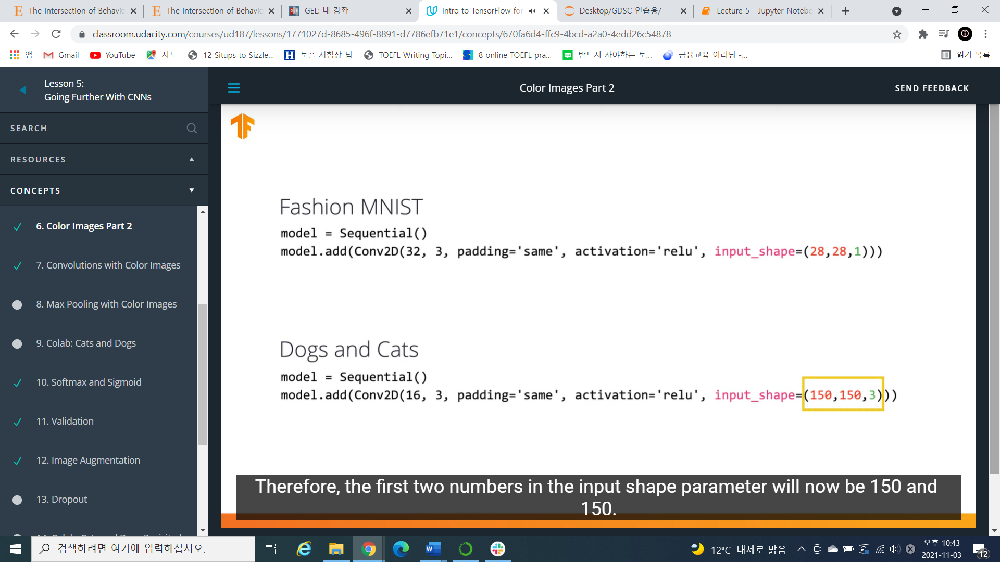 The Intersection of Behavio
The Intersection of Behavio
GEL: 내 강좌
Intro to TensorFlow for
Desktop/GDSC 연습용/
Lecture 5 - Jupyter Notebo
classroom.udacity.com/courses/ud187/lessons/1771027d-8685-496f-8891-d7786efb71e1/concepts/670fa6d4-ffc9-4bcd-a2a0-4edd26c54878
앱
Gmail
YouTube
지도
12 Situps to Sizzle...
토플 시험장 팁
TOEFL Writing Topi...
8 online TOEFL pra...
반드시 사야하는 토...
금융교육 이러닝 -...
읽기 목록
Lesson 5:
Going Further With CNNs
Color Images Part 2
SEND FEEDBACK
SEARCH
RESOURCES
CONCEPTS
6. Color Images Part 2
7. Convolutions with Color Images
8. Max Pooling with Color Images
9. Colab: Cats and Dogs
10. Softmax and Sigmoid
11. Validation
12. Image Augmentation
13. Dropout
Fashion MNIST
model = Sequential()
model.add(Conv2D(32, 3, padding='same', activation='relu', input_shape=(28,28,1)))
Dogs and Cats
model = Sequential()
model.add(Conv2D(16, 3, padding='same', activation='relu', input_shape=(150,150,3)))
Therefore, the first two numbers in the input shape parameter will now be 150 and
150.
검색하려면 여기에 입력하십시오.
12°C 대체로 맑음
오후 10:43
2021-11-03
12